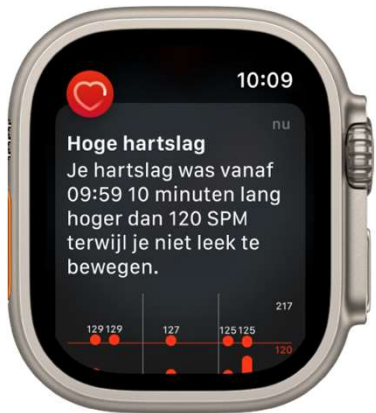 10:09
nu
Hoge hartslag
Je hartslag was vanaf
09:59 10 minuten lang
hoger dan 120 SPM
terwijl je niet leek te
bewegen.
217
129 129 127 125 125
120